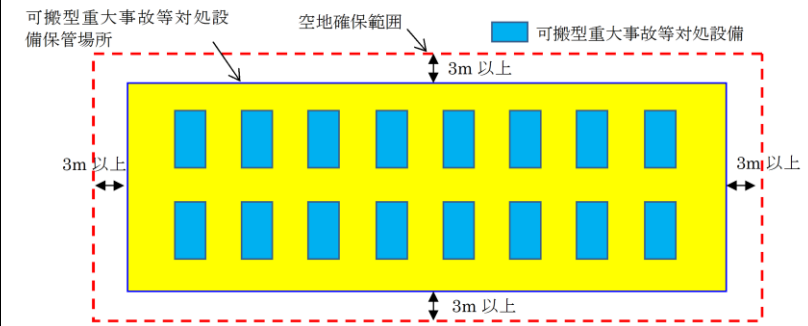 可搬型重大事故等対処設
備保管場所
空地確保範囲
可搬型重大事故等対処設備
3m 以上
3m 以上
3m 以上
3m 以上